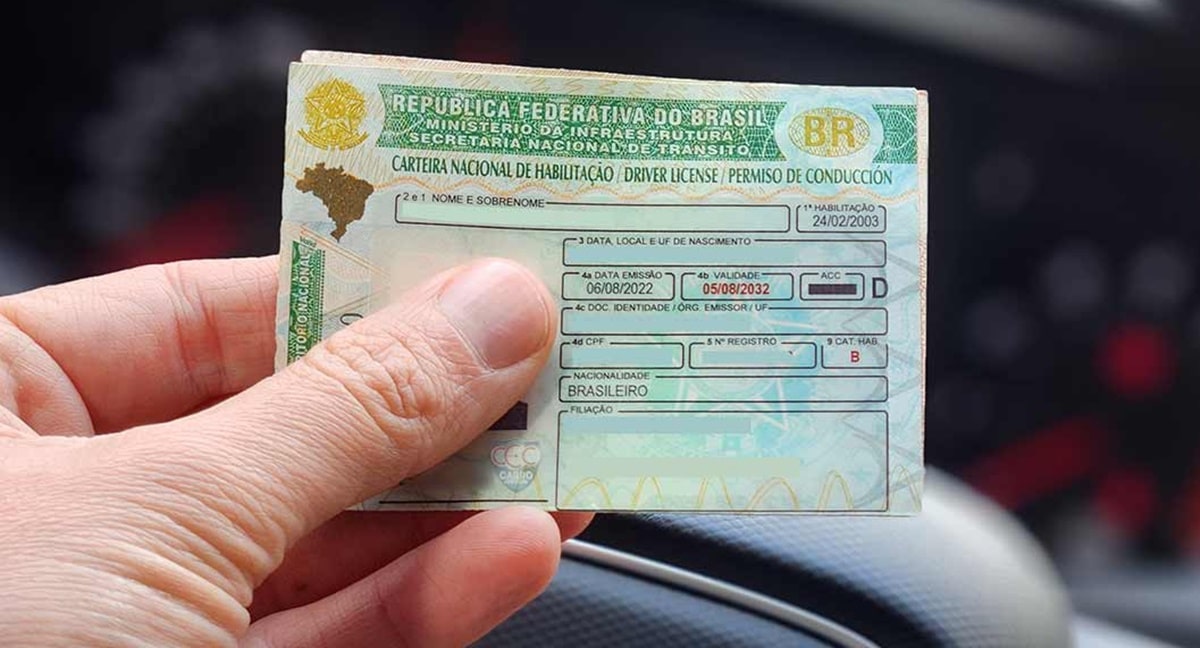 REPÚBLICA FEDERATIVA DO BRASIL
MINISTÉRIO DA INFRAESTRUTURA
SECRETARIA NACIONAL DE TRÂNSITO
BR
CARTEIRA NACIONAL DE HABILITAÇÃO / DRIVER LICENSE / PERMISO DE CONDUCCIÓN
2 e 1 NOME E SOBRENOME
1ª HABILITAÇÃO
24/02/2003
3 DATA, LOCAL E UF DE NASCIMENTO
4a DATA EMISSÃO
06/08/2022
4b VALIDADE
05/08/2032
ACC
D
4c DOC. IDENTIDADE / ÓRG. EMISSOR / UF
4d CPF
5 Nº REGISTRO
9 CAT. HAB.
B
NACIONALIDADE
BRASILEIRO
FILIAÇÃO
NACIONAL
CEC